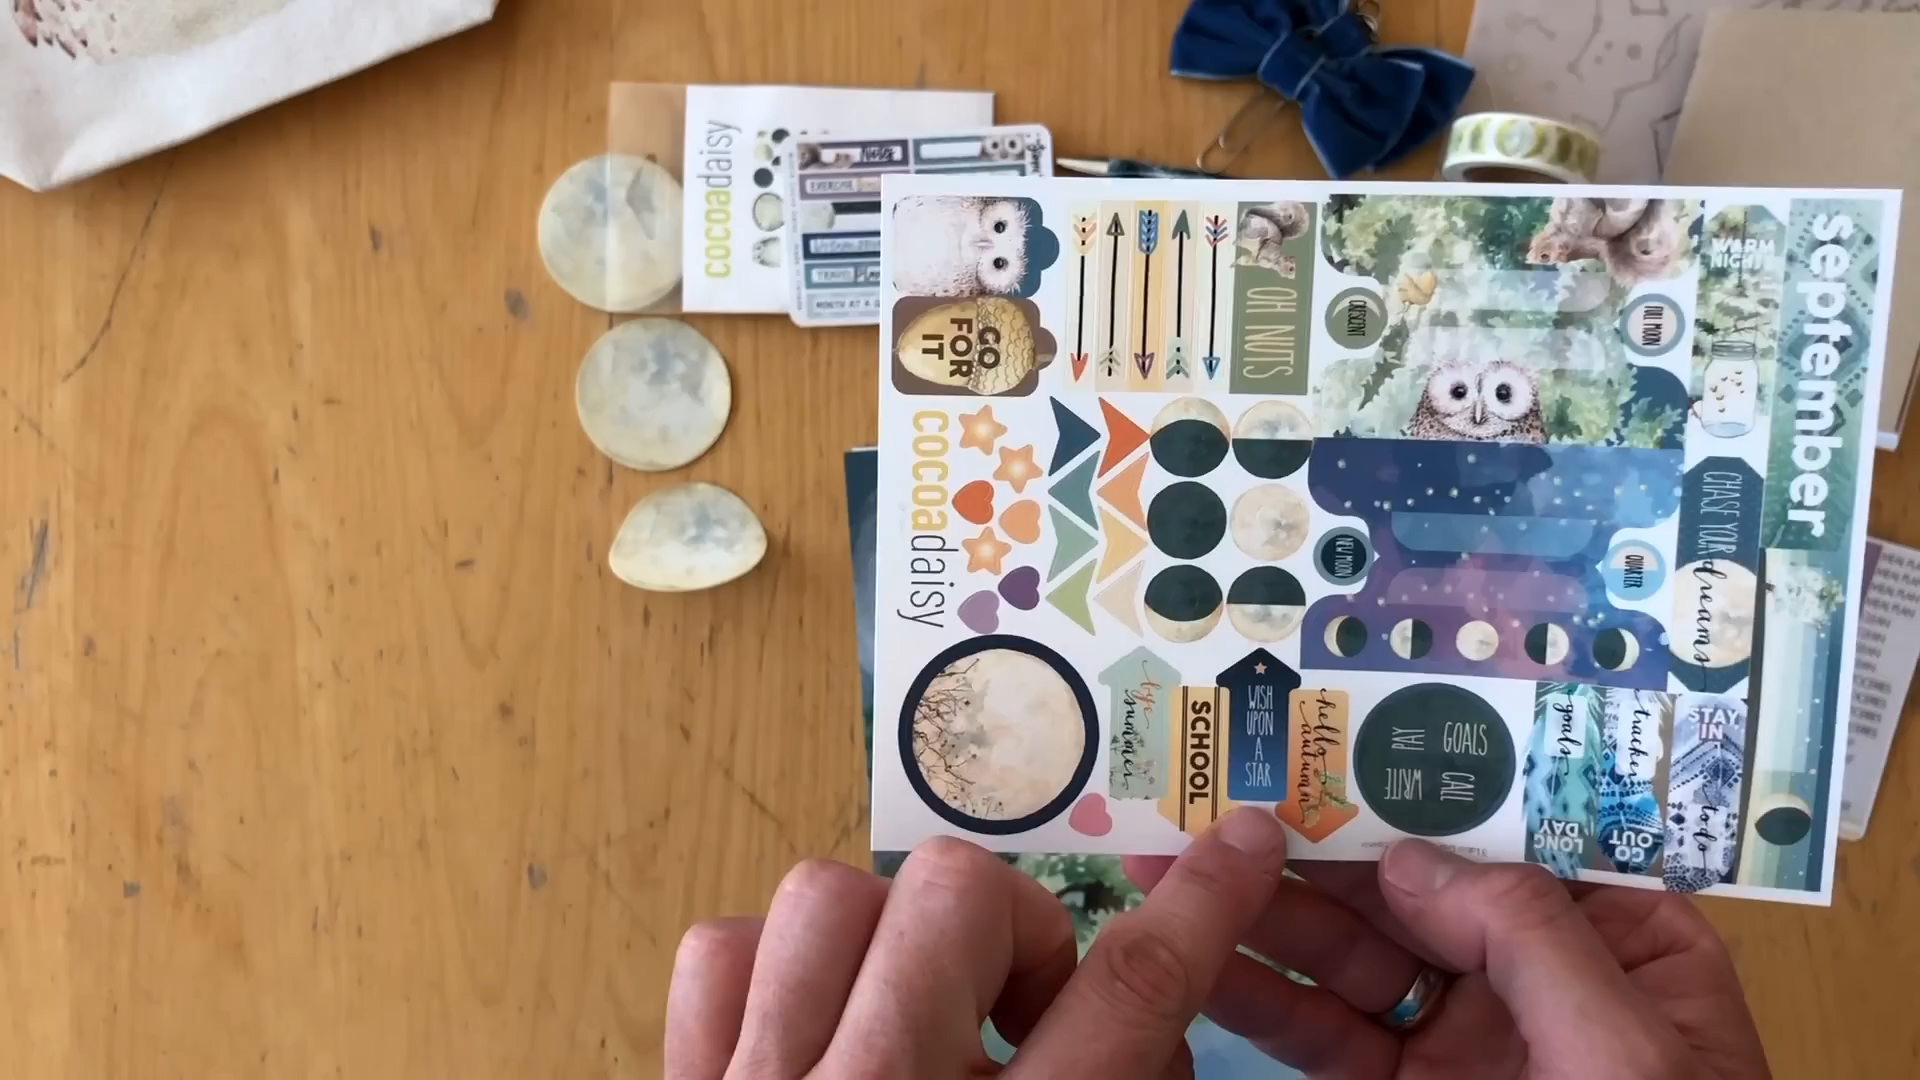 cocoadaisy
EXERCISE
TRAVEL
MONTH AT A
september
WARM
NIGHTS
CHASE YOUR
dreams
OH NUTS
GO
FOR
IT
CRESCENT
FULL MOON
NEW MOON
QUARTER
cocoadaisy
bye
summer
SCHOOL
WISH
UPON
A
STAR
hello
autumn
GOALS
CALL
PAY
WRITE
goals
LONG
DAY
tracker
GO
OUT
STAY
IN
to do